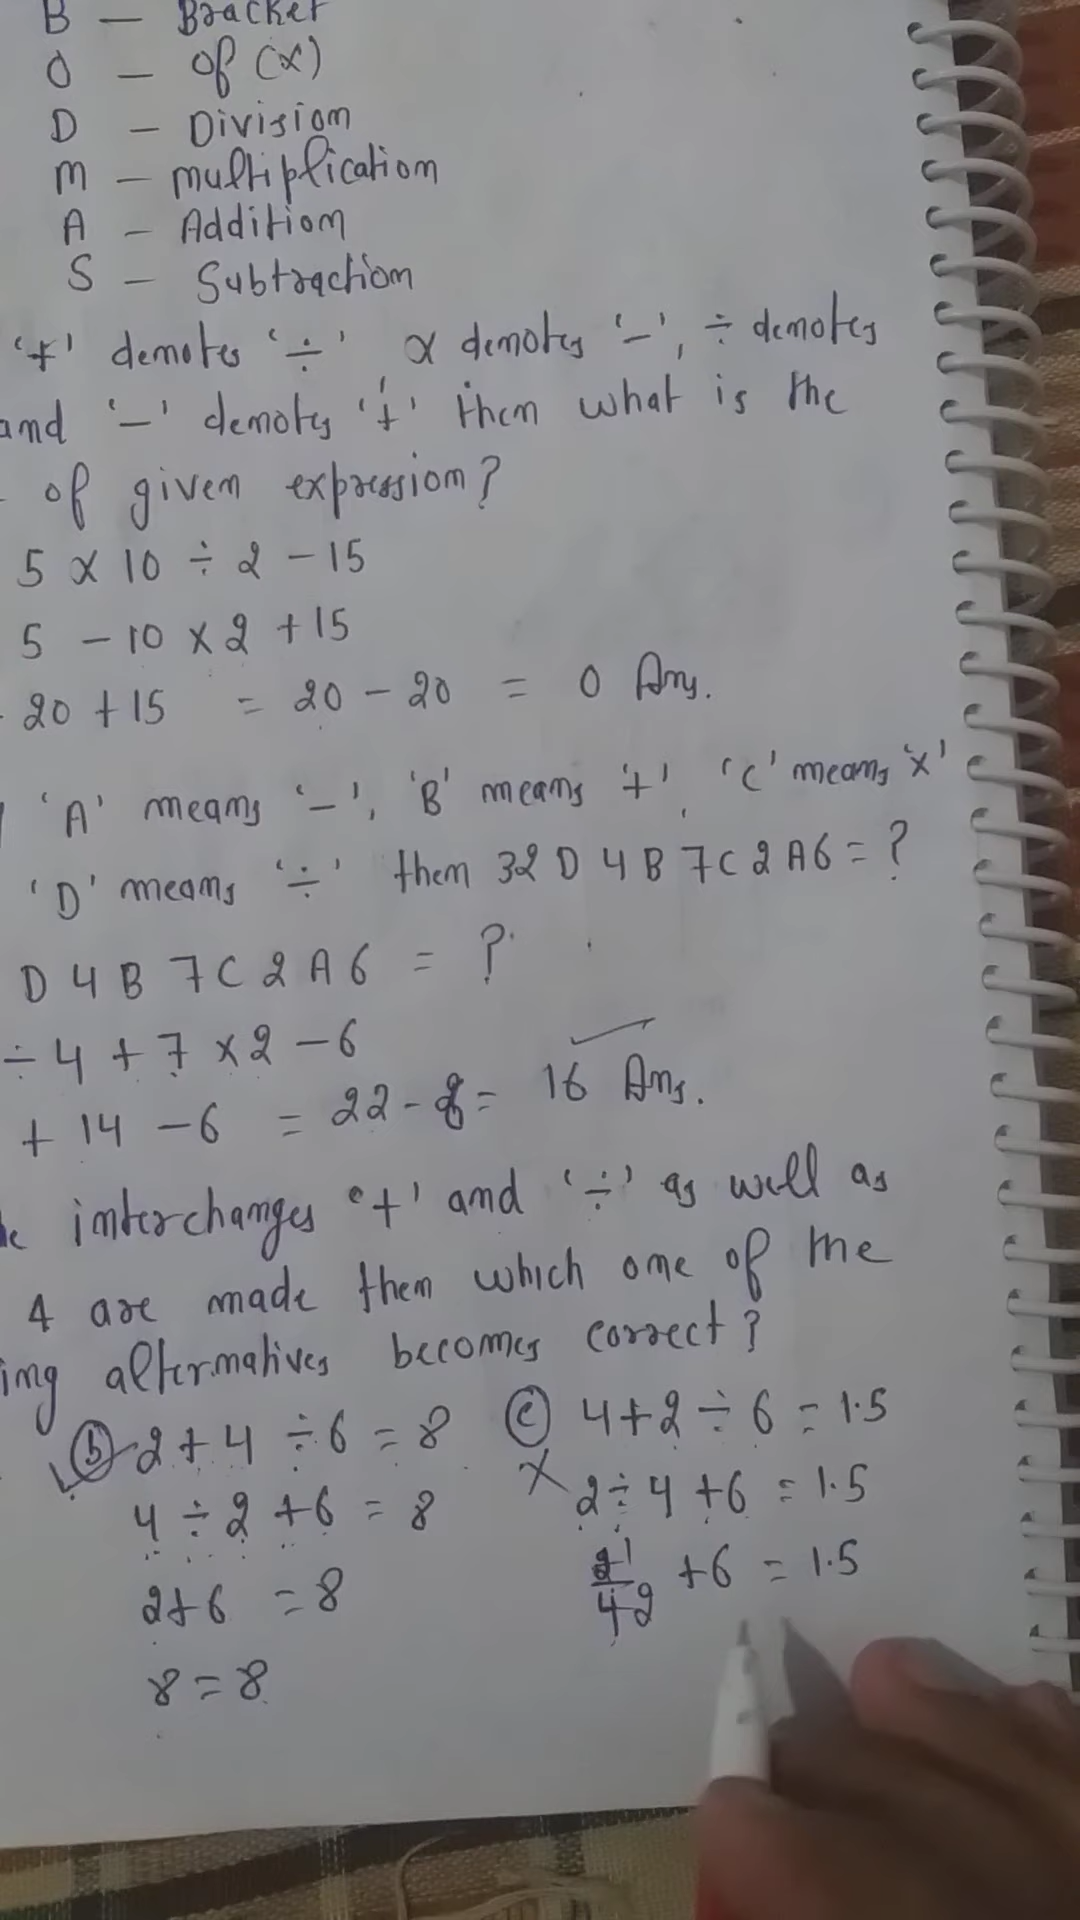 B — Bracket
O — of (x)
D — Division
M — multiplication
A — Addition
S — Subtraction
'+' denotes '÷' x denotes '—', ÷ denotes
and '—' denotes '+' then what is the
of given expression?
5 x 10 ÷ 2 - 15
5 - 10 x 2 + 15
20 + 15 = 20 - 20 = 0 Ans.
'A' means '—', 'B' means '+', 'C' means 'x'
'D' means '÷' then 32 D 4 B 7 C 2 A 6 = ?
D 4 B 7 C 2 A 6 = ?
÷ 4 + 7 x 2 - 6
+ 14 - 6 = 22 - 6 = 16 Ans.
interchanges '+' and '÷' as well as
4 are made then which one of the
ing alternatives becomes correct?
(b) 2 + 4 ÷ 6 = 8 (c) 4 + 2 ÷ 6 = 1.5
4 ÷ 2 + 6 = 8 X 2 ÷ 4 + 6 = 1.5
2 + 6 = 8 2 1 / 4 2 + 6 = 1.5
8 = 8